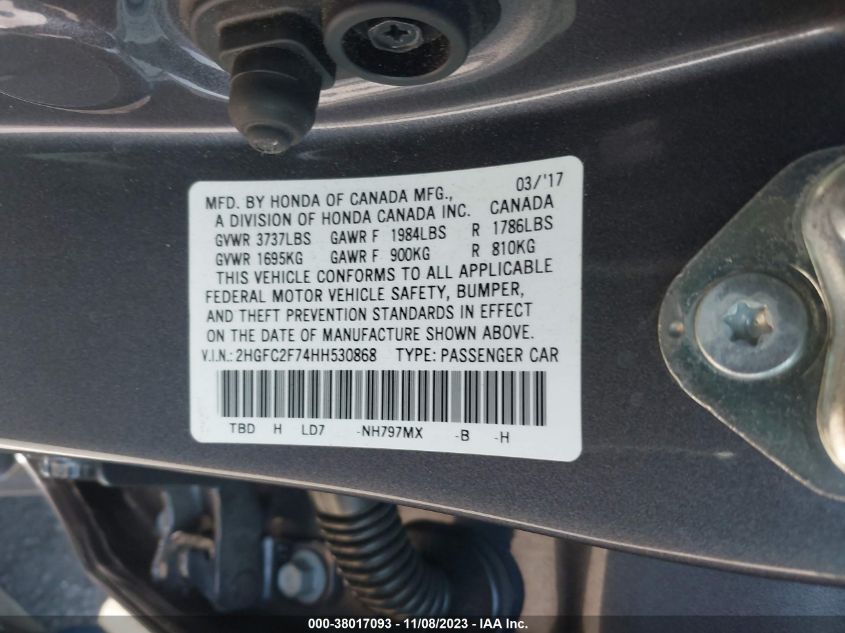 MFD. BY HONDA OF CANADA MFG., 03/'17
A DIVISION OF HONDA CANADA INC. CANADA
GVWR 3737LBS GAWR F 1984LBS R 1786LBS
GVWR 1695KG GAWR F 900KG R 810KG
THIS VEHICLE CONFORMS TO ALL APPLICABLE
FEDERAL MOTOR VEHICLE SAFETY, BUMPER,
AND THEFT PREVENTION STANDARDS IN EFFECT
ON THE DATE OF MANUFACTURE SHOWN ABOVE.
V.I.N.: 2HGFC2F74HH530868 TYPE: PASSENGER CAR
TBD H LD7 -NH797MX -B -H
000-38017093 - 11/08/2023 - IAA Inc.